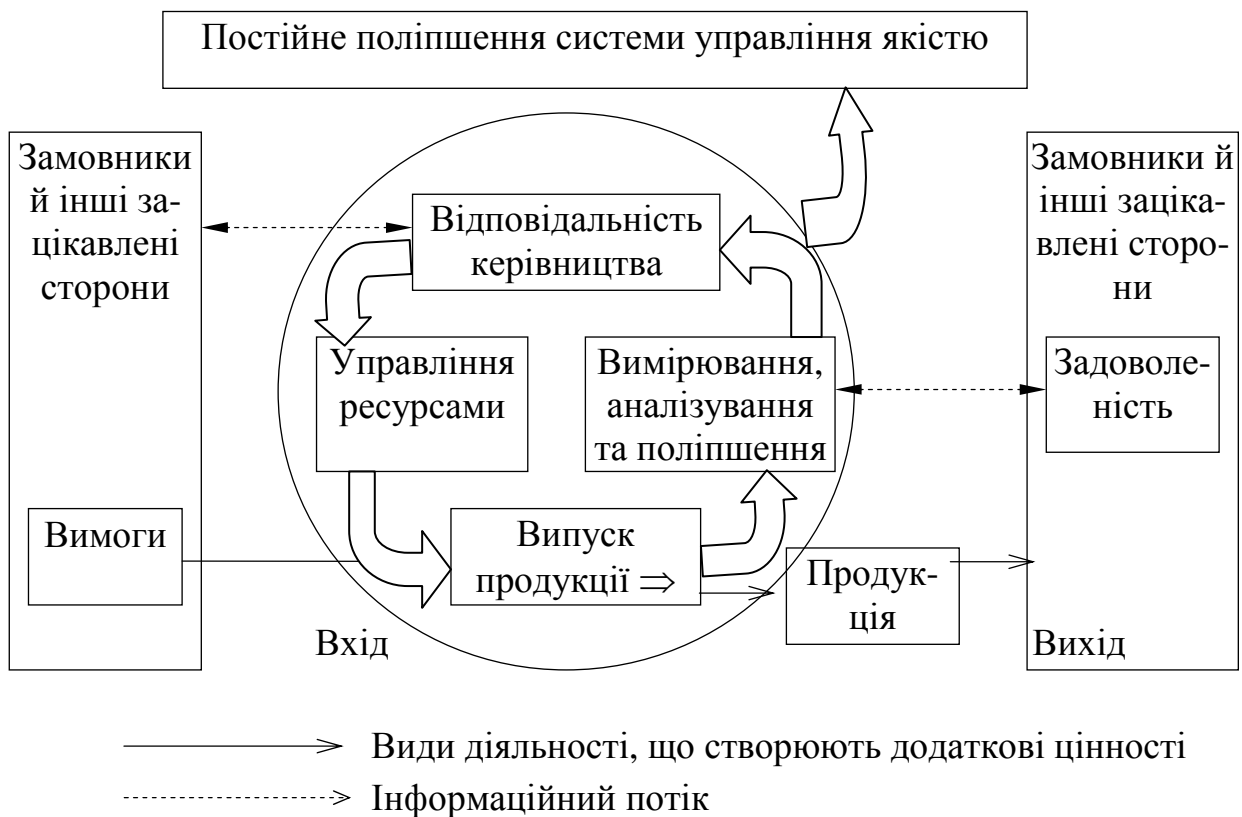 Постійне поліпшення системи управління якістю
Замовники
й інші за-
цікавлені
сторони
Вимоги
Відповідальність
керівництва
Управління
ресурсами
Вимірювання,
аналізування
та поліпшення
Випуск
продукції ⇒
Вхід
Продук-
ція
Замовники й
інші заціка-
влені сторо-
ни
Задоволе-
ність
Вихід
Види діяльності, що створюють додаткові цінності
Інформаційний потік